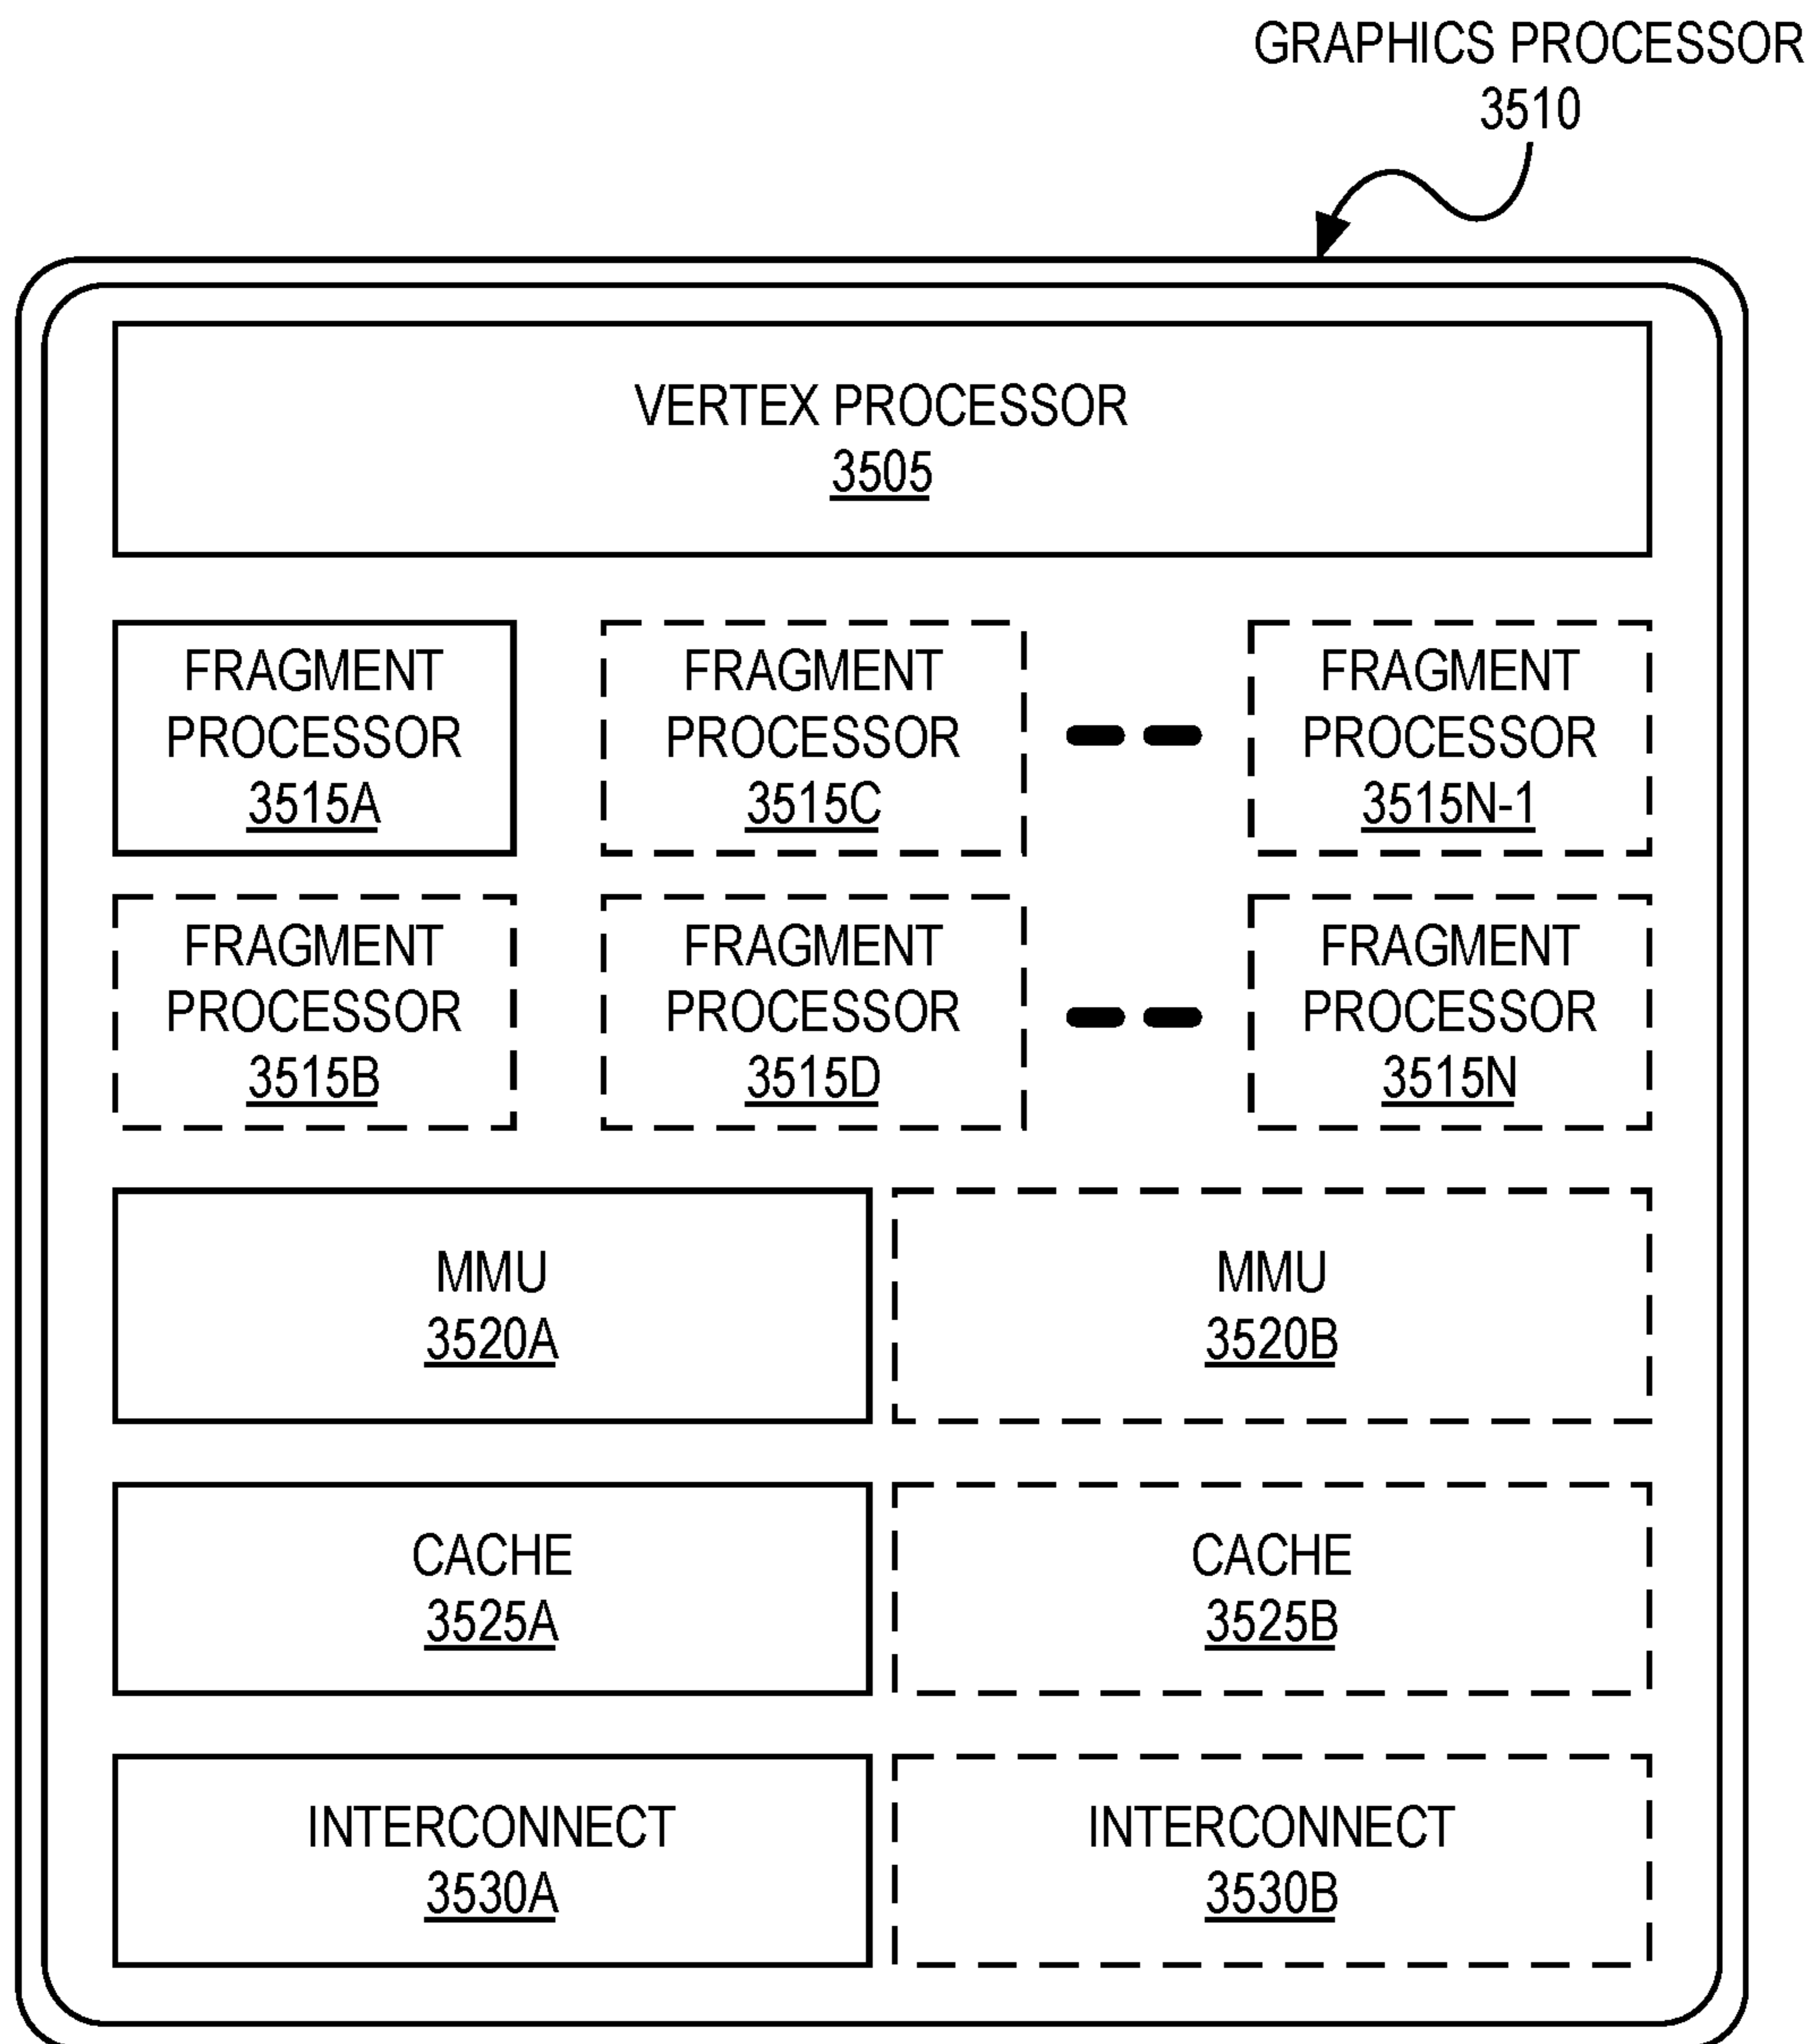 GRAPHICS PROCESSOR
3510
VERTEX PROCESSOR
3505
FRAGMENT
PROCESSOR
3515A
FRAGMENT
PROCESSOR
3515C
FRAGMENT
PROCESSOR
3515N-1
FRAGMENT
PROCESSOR
3515B
FRAGMENT
PROCESSOR
3515D
FRAGMENT
PROCESSOR
3515N
MMU
3520A
MMU
3520B
CACHE
3525A
CACHE
3525B
INTERCONNECT
3530A
INTERCONNECT
3530B